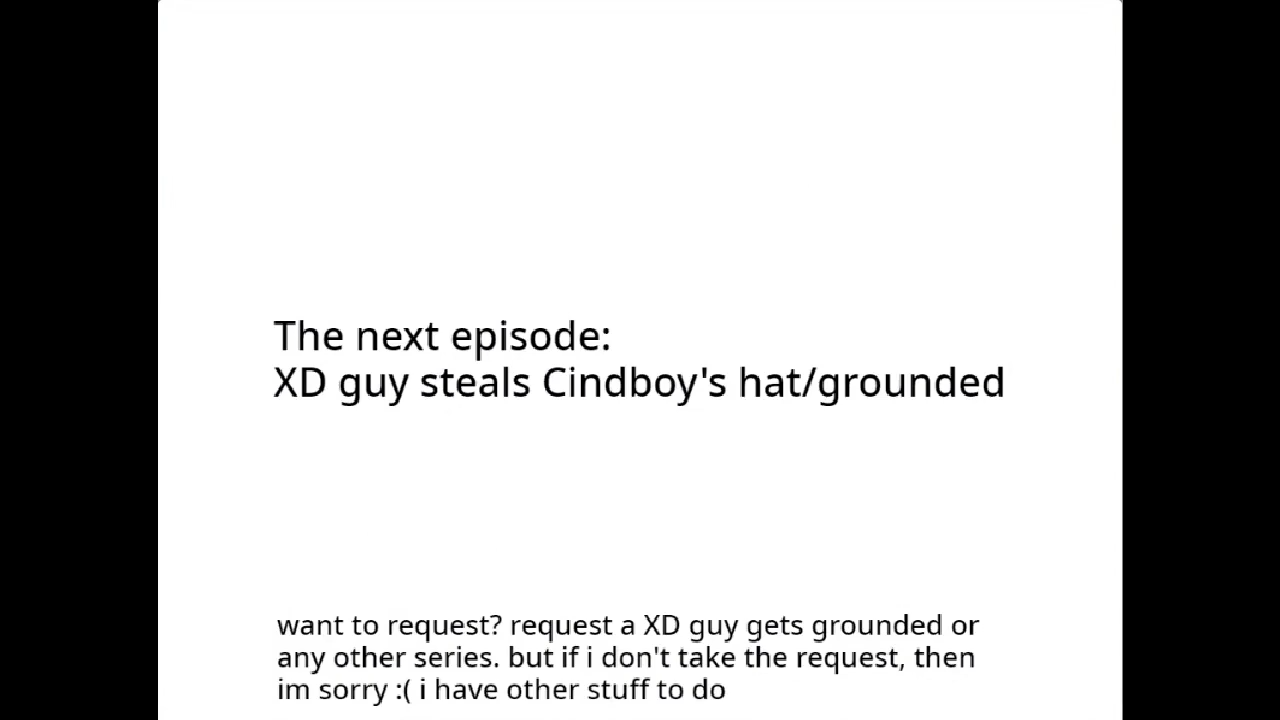 The next episode:
XD guy steals Cindboy's hat/grounded
want to request? request a XD guy gets grounded or
any other series. but if i don't take the request, then
im sorry :( i have other stuff to do